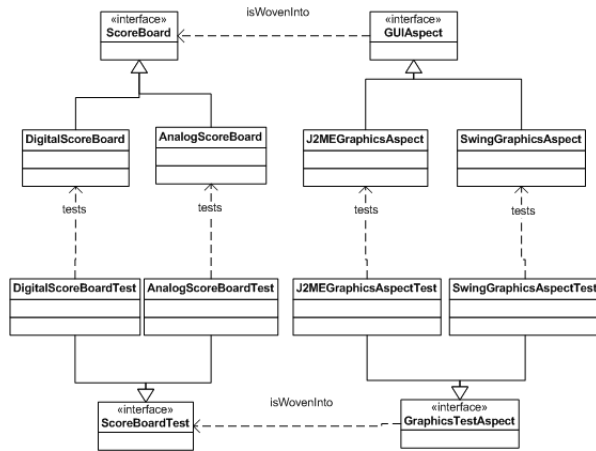 isWovenInto
«interface»
ScoreBoard
«interface»
GUIAspect
DigitalScoreBoard
AnalogScoreBoard
J2MEGraphicsAspect
SwingGraphicsAspect
tests
tests
tests
tests
DigitalScoreBoardTest
AnalogScoreBoardTest
J2MEGraphicsAspectTest
SwingGraphicsAspectTest
isWovenInto
«interface»
ScoreBoardTest
«interface»
GraphicsTestAspect